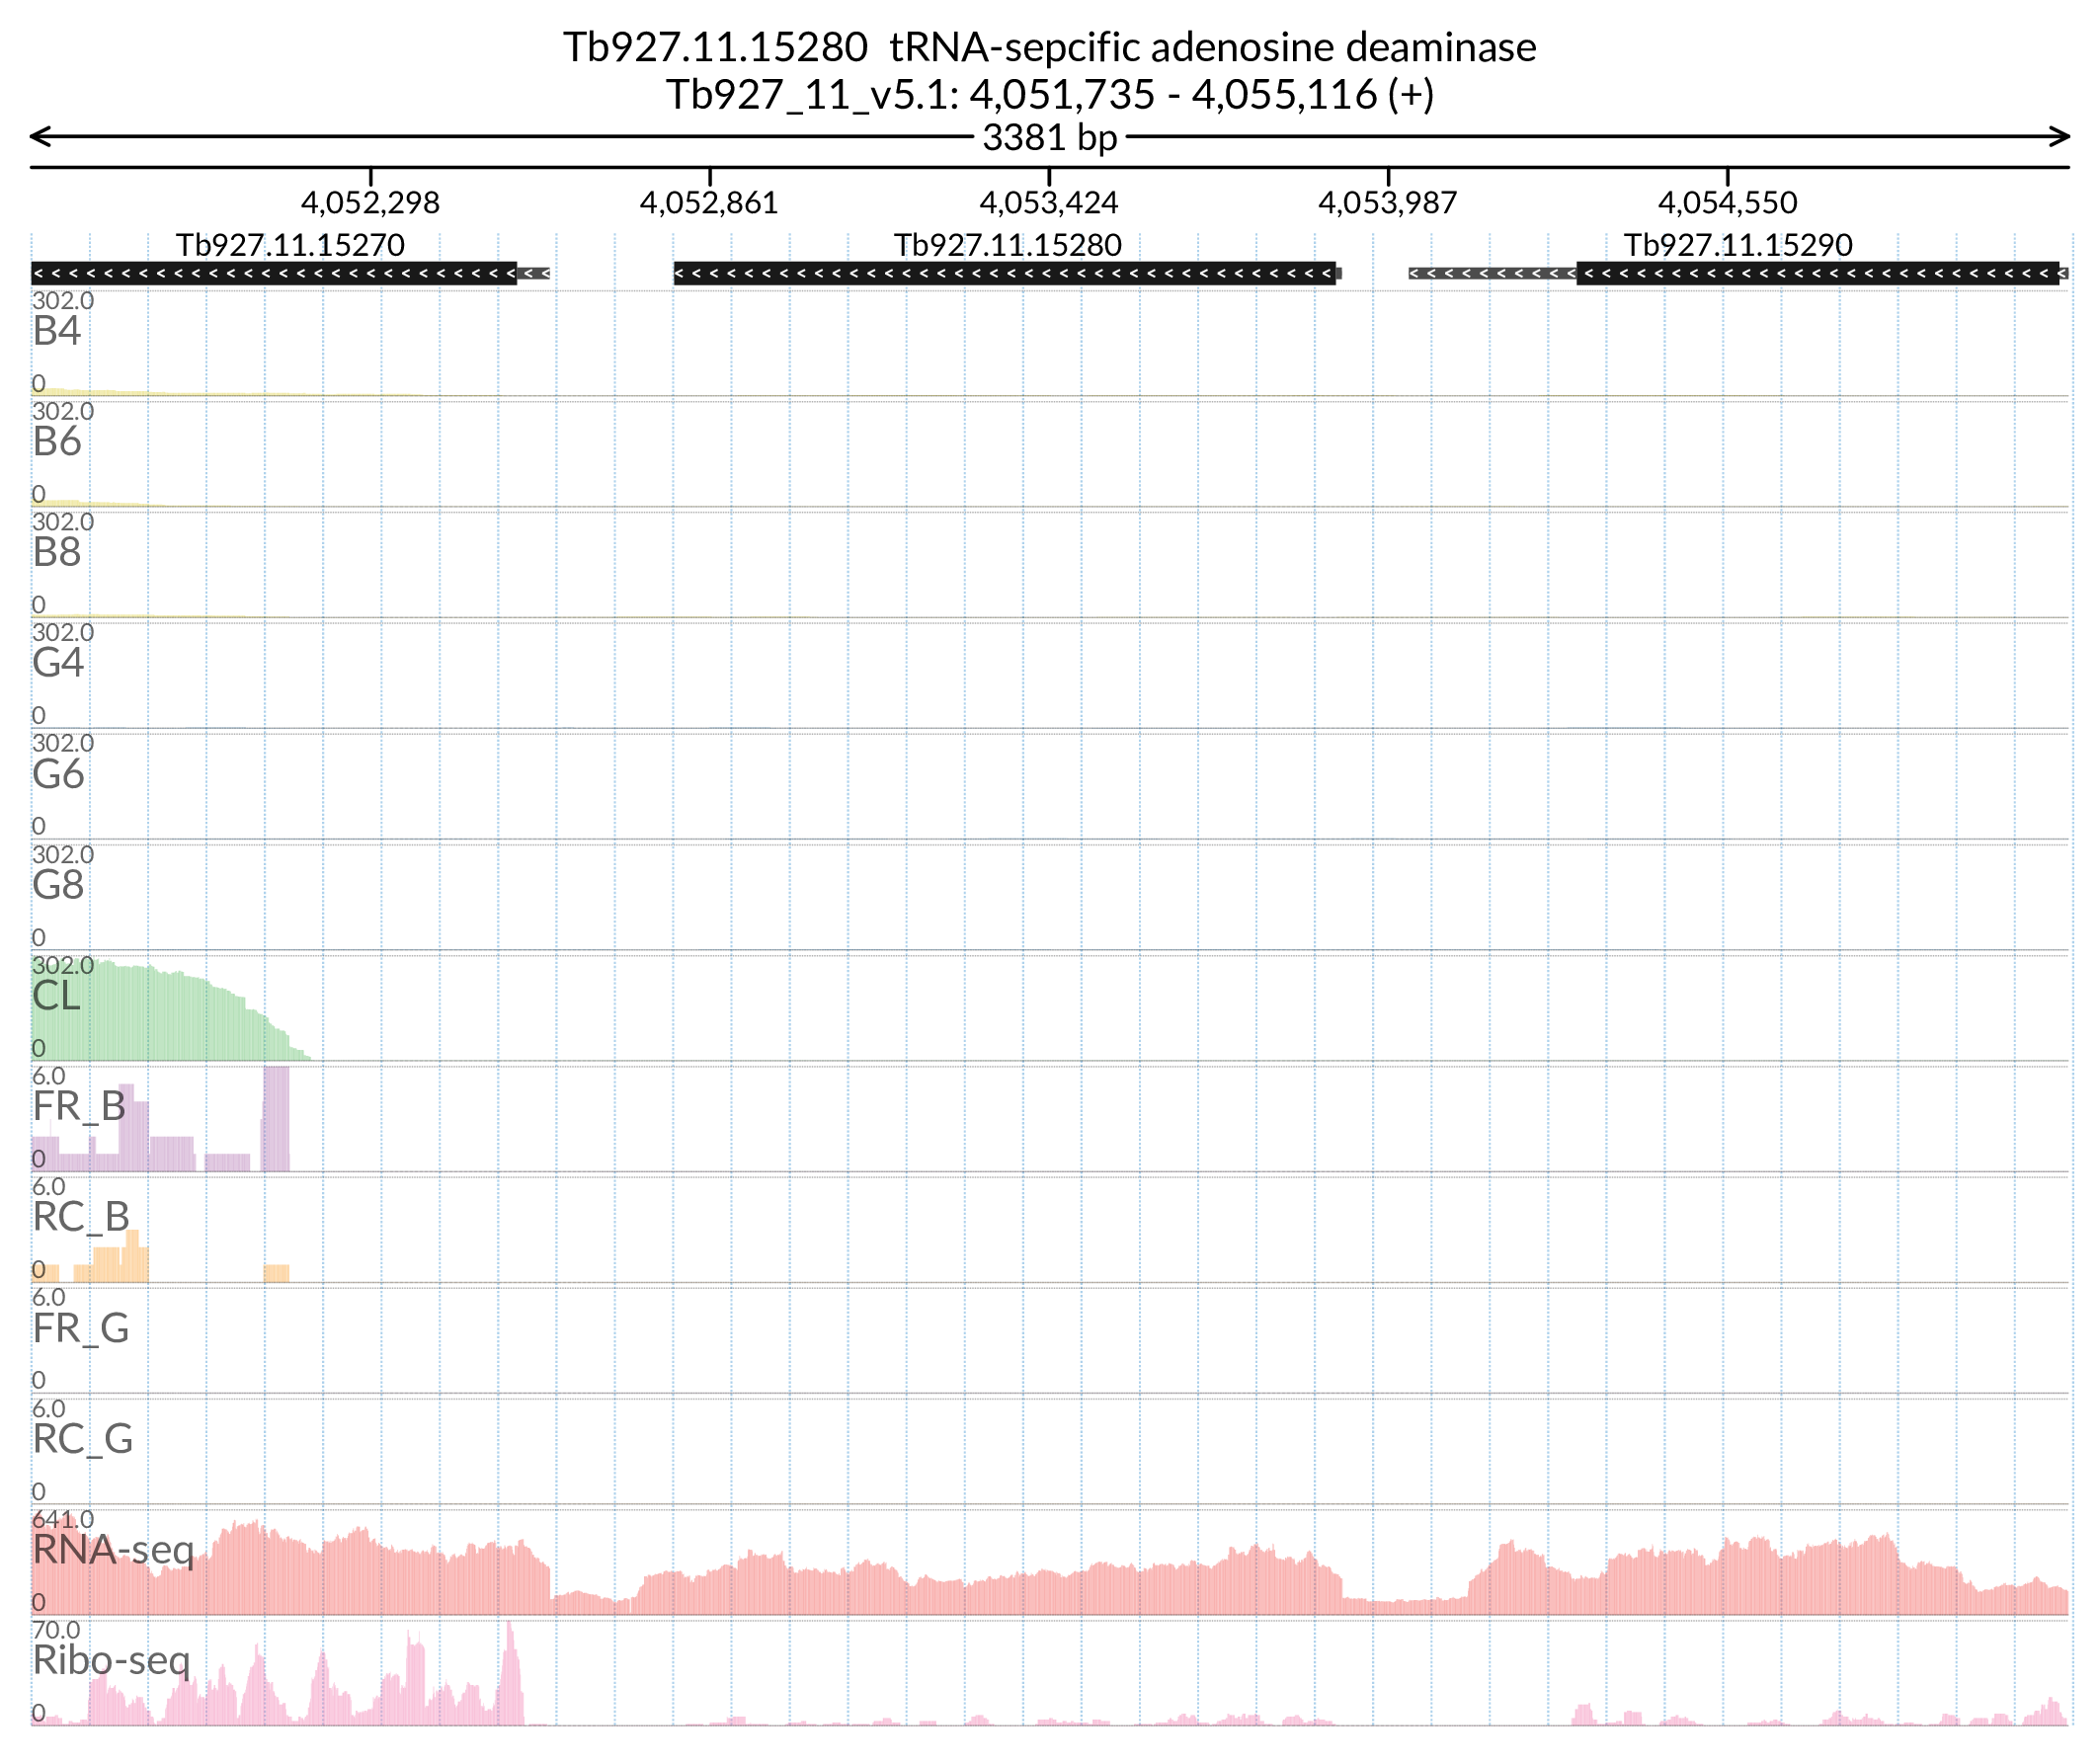 Tb927.11.15280 tRNA-sepcific adenosine deaminase
Tb927_11_v5.1: 4,051,735 - 4,055,116 (+)
3381 bp
4,052,298 4,052,861 4,053,424 4,053,987 4,054,550
Tb927.11.15270 Tb927.11.15280 Tb927.11.15290
302.0
B4
0
302.0
B6
0
302.0
B8
0
302.0
G4
0
302.0
G6
0
302.0
G8
0
302.0
CL
0
6.0
FR_B
0
6.0
RC_B
0
6.0
FR_G
0
6.0
RC_G
0
641.0
RNA-seq
0
70.0
Ribo-seq
0